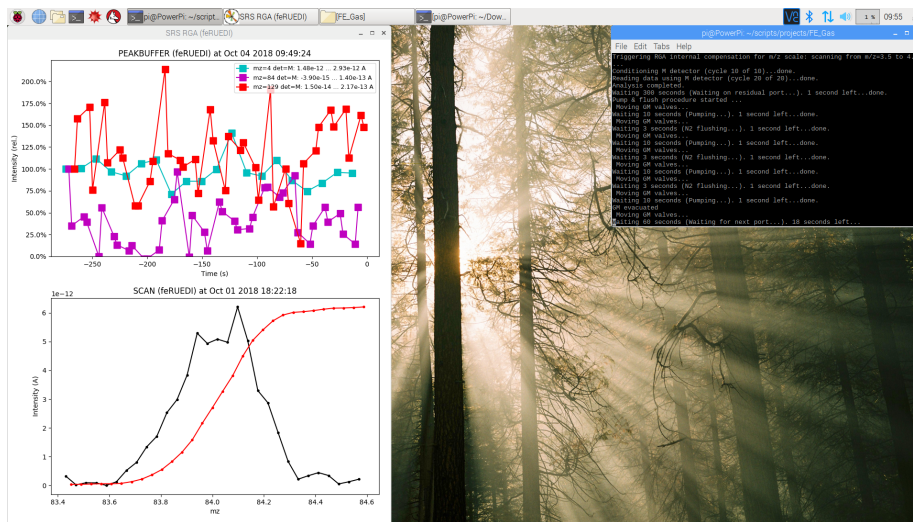 pi@PowerPi: ~/script...
SRS RGA (feRUEDI)
[FE_Gas]
[pi@PowerPi: ~/Dow...
V2
1 %
09:55
SRS RGA (feRUEDI)
PEAKBUFFER (feRUEDI) at Oct 04 2018 09:49:24
mz=4 det=M: 1.48e-12 ... 2.93e-12 A
mz=84 det=M: -3.90e-15 ... 1.40e-13 A
mz=129 det=M: 1.50e-14 ... 2.17e-13 A
200.0%
175.0%
150.0%
125.0%
100.0%
75.0%
50.0%
25.0%
0.0%
Intensity (rel.)
−250 −200 −150 −100 −50 0
Time (s)
SCAN (feRUEDI) at Oct 01 2018 18:22:18
1e−12
6
5
4
3
2
1
0
Intensity (A)
83.4 83.6 83.8 84.0 84.2 84.4 84.6
mz
pi@PowerPi: ~/scripts/projects/FE_Gas
File Edit Tabs Help
Triggering RGA internal compensation for m/z scale: scanning from m/z=3.5 to 4.
...
Conditioning M detector (cycle 10 of 10)...done.
Reading data using M detector (cycle 20 of 20)...done.
Analysis completed.
Waiting 300 seconds (Waiting on residual port...). 1 second left...done.
Pump & flush procedure started ...
Moving GM valves...
Waiting 10 seconds (Pumping...). 1 second left...done.
Moving GM valves...
Waiting 3 seconds (N2 flushing...). 1 second left...done.
Moving GM valves...
Waiting 10 seconds (Pumping...). 1 second left...done.
Moving GM valves...
Waiting 3 seconds (N2 flushing...). 1 second left...done.
Moving GM valves...
Waiting 10 seconds (Pumping...). 1 second left...done.
Moving GM valves...
Waiting 3 seconds (N2 flushing...). 1 second left...done.
Moving GM valves...
Waiting 10 seconds (Pumping...). 1 second left...done.
GM evacuated
Moving GM valves...
Waiting 60 seconds (Waiting for next port...). 18 seconds left...